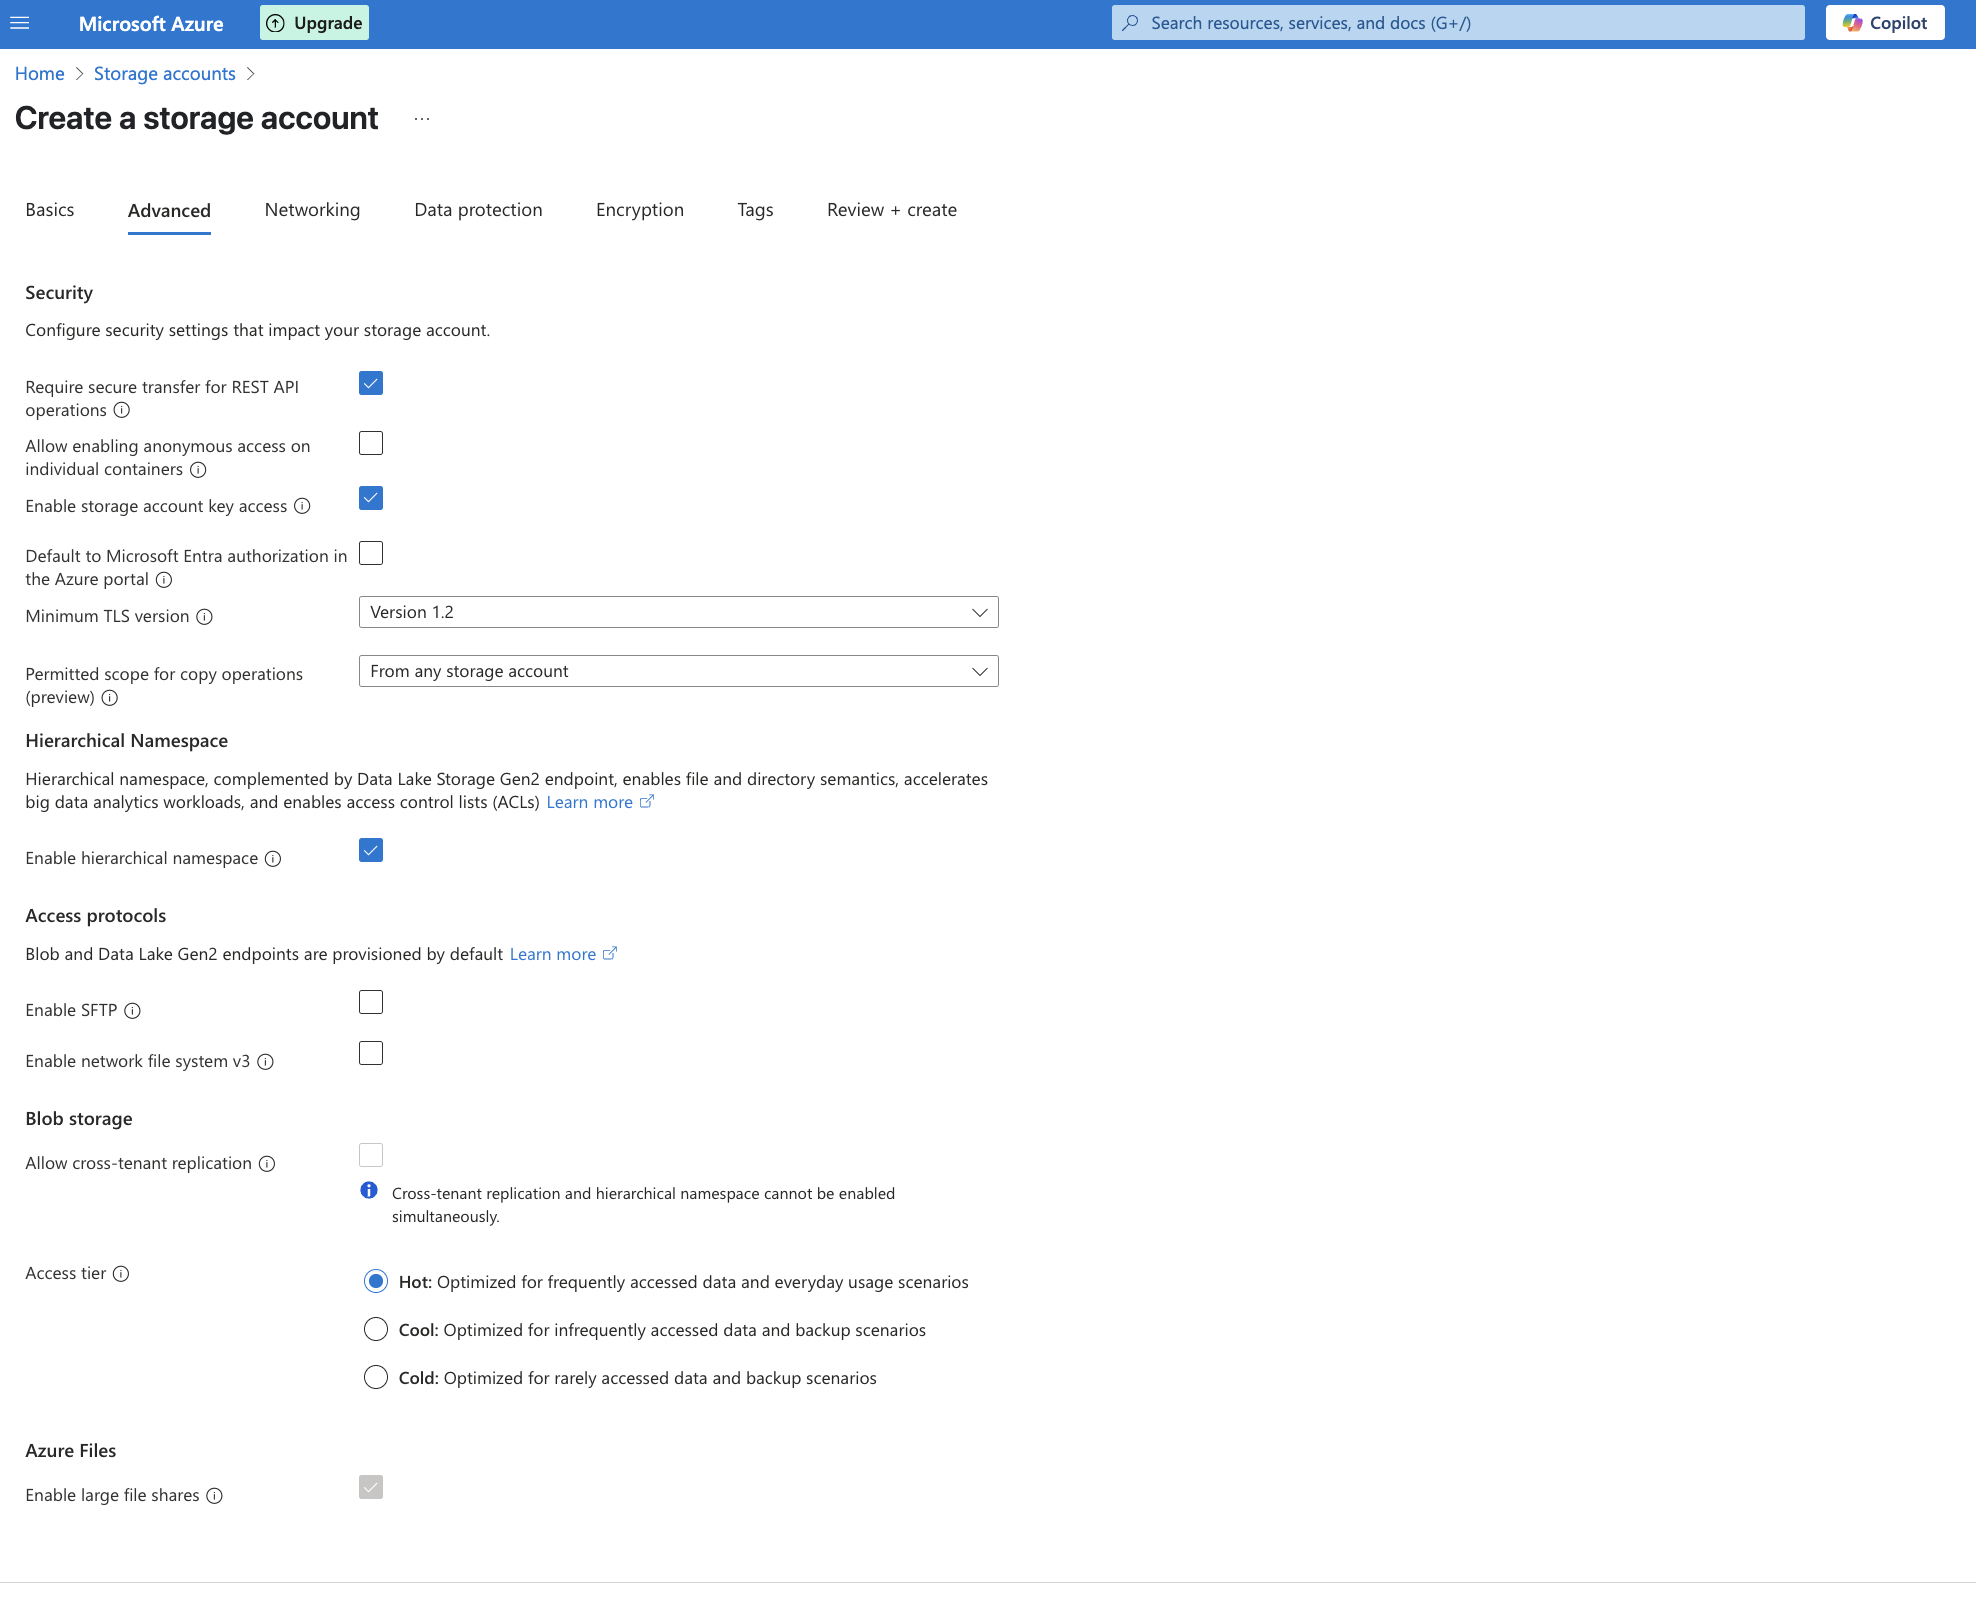 Microsoft Azure
Upgrade
Search resources, services, and docs (G+/)
Copilot
Home > Storage accounts >
Create a storage account ...
Basics
Advanced
Networking
Data protection
Encryption
Tags
Review + create
Security
Configure security settings that impact your storage account.
Require secure transfer for REST API
operations
Allow enabling anonymous access on
individual containers
Enable storage account key access
Default to Microsoft Entra authorization in
the Azure portal
Minimum TLS version
Version 1.2
Permitted scope for copy operations
(preview)
From any storage account
Hierarchical Namespace
Hierarchical namespace, complemented by Data Lake Storage Gen2 endpoint, enables file and directory semantics, accelerates
big data analytics workloads, and enables access control lists (ACLs) Learn more
Enable hierarchical namespace
Access protocols
Blob and Data Lake Gen2 endpoints are provisioned by default Learn more
Enable SFTP
Enable network file system v3
Blob storage
Allow cross-tenant replication
Cross-tenant replication and hierarchical namespace cannot be enabled
simultaneously.
Access tier
Hot: Optimized for frequently accessed data and everyday usage scenarios
Cool: Optimized for infrequently accessed data and backup scenarios
Cold: Optimized for rarely accessed data and backup scenarios
Azure Files
Enable large file shares